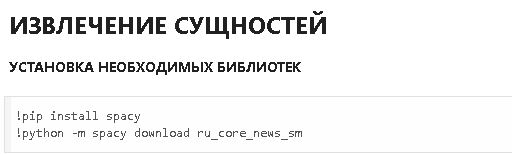 ИЗВЛЕЧЕНИЕ СУЩНОСТЕЙ
УСТАНОВКА НЕОБХОДИМЫХ БИБЛИОТЕК
!pip install spacy
!python -m spacy download ru_core_news_sm